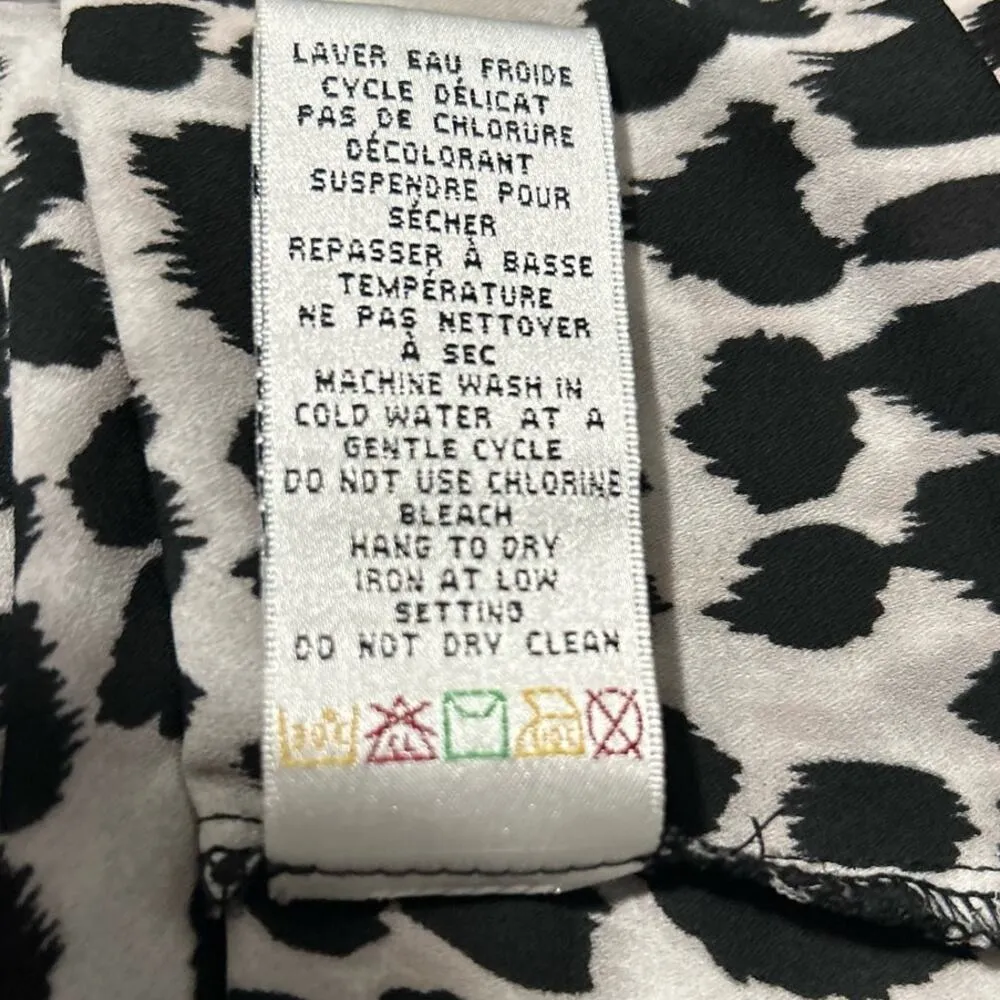 LAVER EAU FROIDE
CYCLE DÉLICAT
PAS DE CHLORURE
DÉCOLORANT
SUSPENDRE POUR
SÉCHER
REPASSER À BASSE
TEMPÉRATURE
NE PAS NETTOYER
À SEC
MACHINE WASH IN
COLD WATER AT A
GENTLE CYCLE
DO NOT USE CHLORINE
BLEACH
HANG TO DRY
IRON AT LOW
SETTING
DO NOT DRY CLEAN
30°C CL